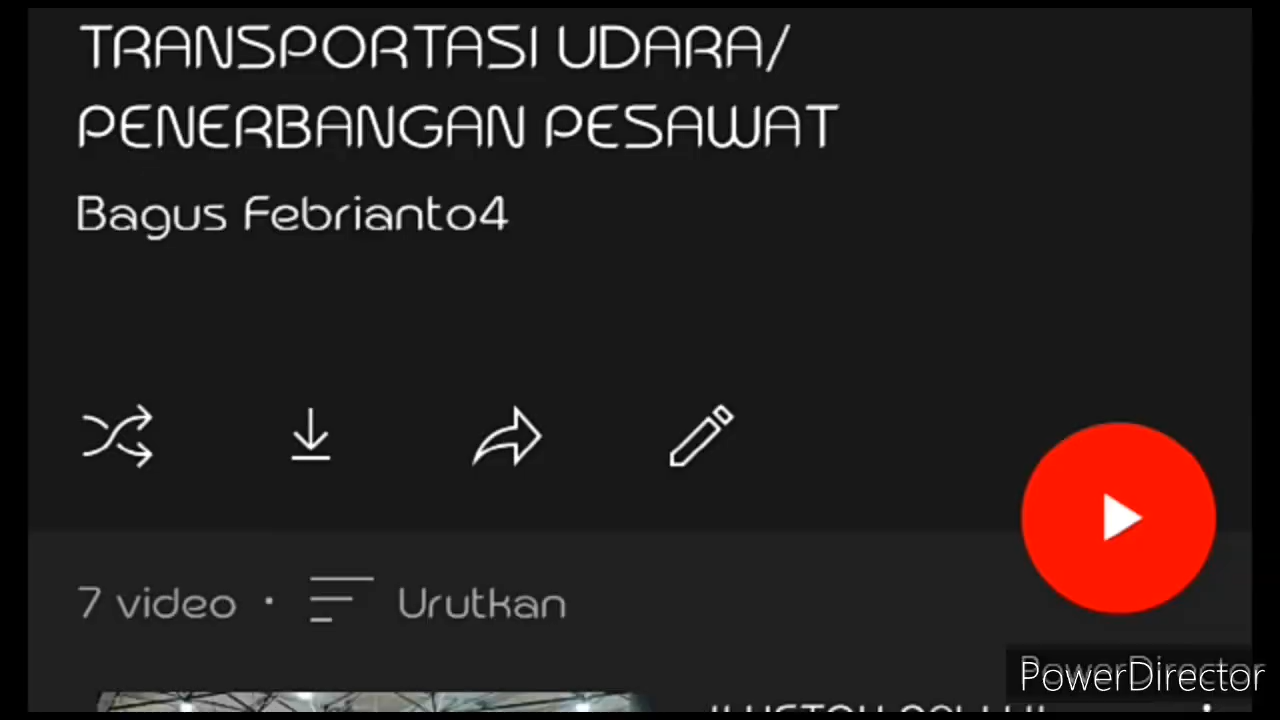 TRANSPORTASI UDARA/
PENERBANGAN PESAWAT
Bagus Febrianto4
7 video • Urutkan
PowerDirector